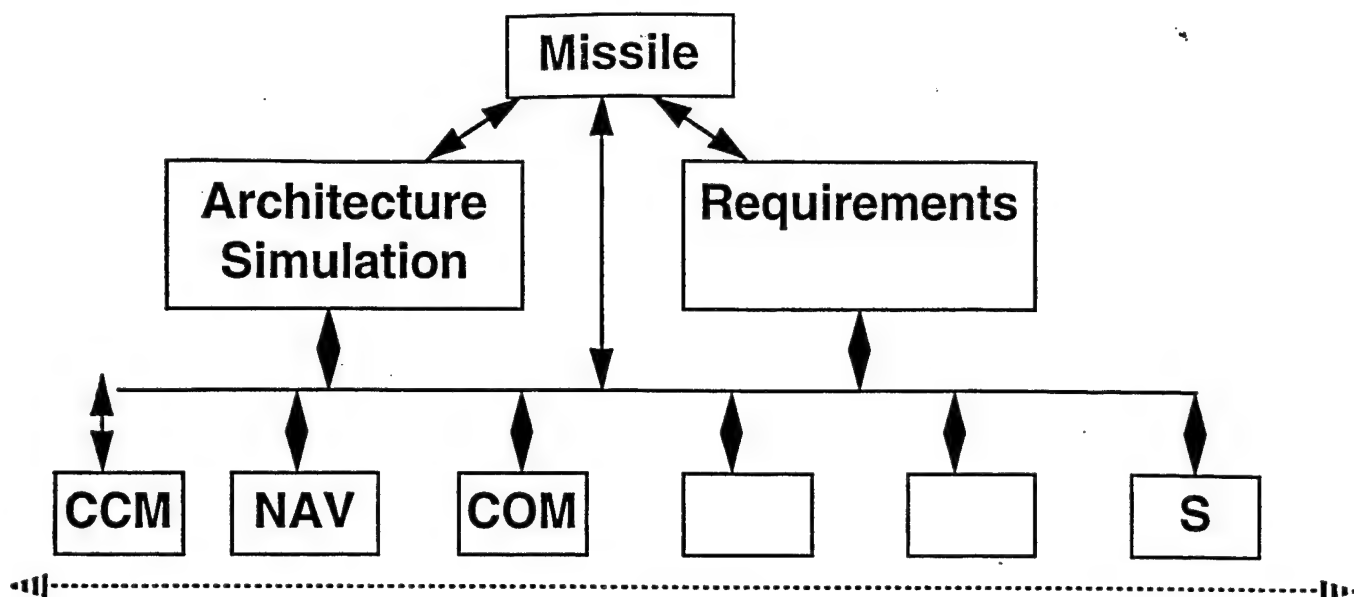 Missile
Architecture
Simulation
Requirements
CCM
NAV
COM
S